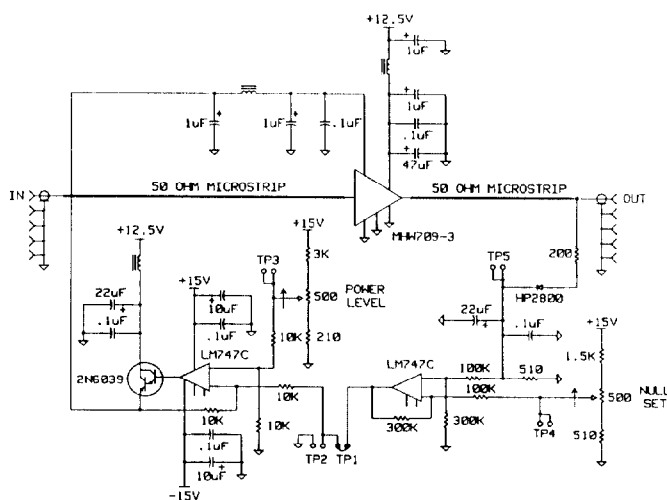 +12.5V
1uF
1uF
1uF
.1uF
1uF
.1uF
47uF
IN
50 OHM MICROSTRIP
50 OHM MICROSTRIP
OUT
MHW709-3
+12.5V
+15V
TP3
3K
TP5
200
+15V
POWER
LEVEL
500
HP2800
22uF
10uF
22uF
.1uF
+15V
.1uF
.1uF
10K
210
1.5K
LM747C
LM747C
100K
510
2N6039
100K
500
NULL
SET
10K
10K
10K
300K
300K
TP4
510
.1uF
TP2
TP1
10uF
-15V